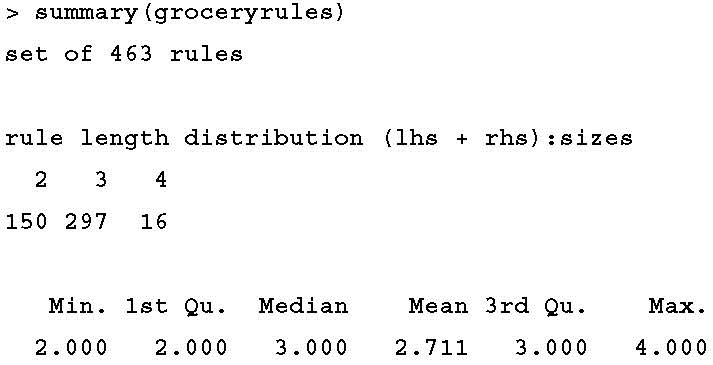 > summary(groceryrules)
set of 463 rules
rule length distribution (lhs + rhs):sizes
2 3 4
150 297 16
Min. 1st Qu. Median Mean 3rd Qu. Max.
2.000 2.000 3.000 2.711 3.000 4.000